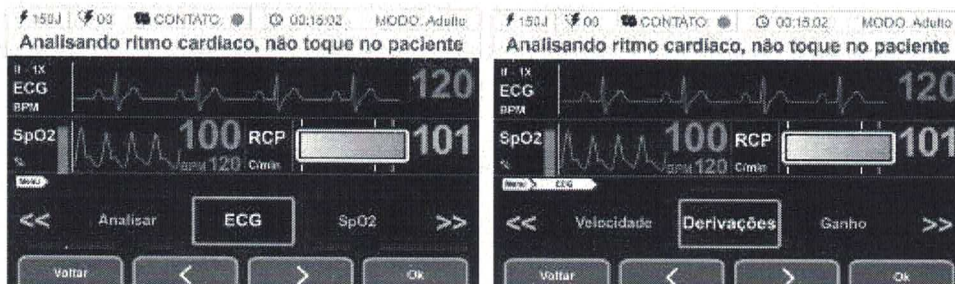 150J 00 CONTATO: 00:15:02 MODO: Adulto
Analisando ritmo cardíaco, não toque no paciente
II - 1X
ECG
BPM
120
SpO2
%
100
BPM 120
RCP
C/min
101
Menu
<< Analisar ECG SpO2 >>
Voltar < > Ok
150J 00 CONTATO: 00:15:02 MODO: Adulto
Analisando ritmo cardíaco, não toque no paciente
II - 1X
ECG
BPM
120
SpO2
%
100
BPM 120
RCP
C/min
101
Menu > ECG
<< Velocidade Derivações Ganho >>
Voltar < > Ok